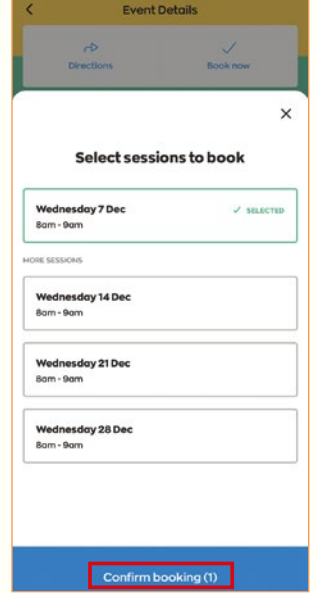 Event Details
Directions
Book now
Select sessions to book
Wednesday 7 Dec
SELECTED
8am - 9am
MORE SESSIONS
Wednesday 14 Dec
8am - 9am
Wednesday 21 Dec
8am - 9am
Wednesday 28 Dec
8am - 9am
Confirm booking (1)